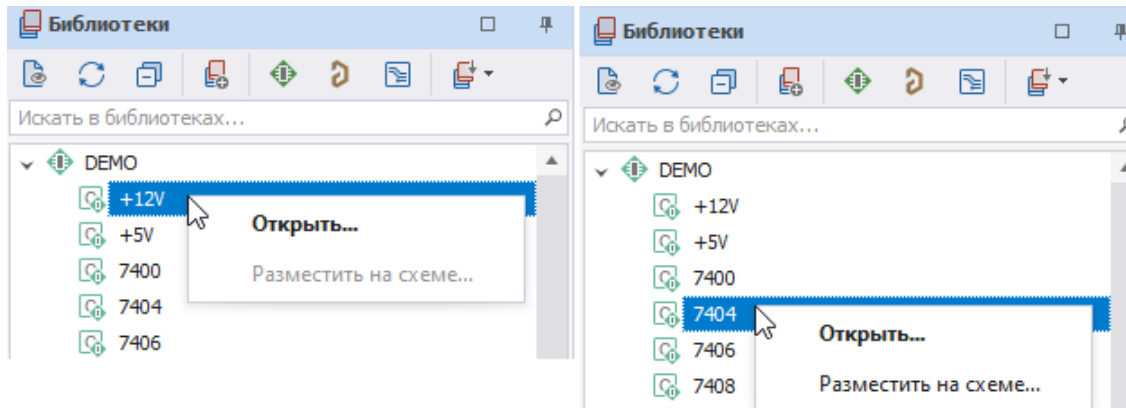 Библиотеки
Искать в библиотеках...
DEMO
+12V
Открыть...
+5V
7400
Разместить на схеме...
7404
7406
Библиотеки
Искать в библиотеках...
DEMO
+12V
+5V
7400
7404
Открыть...
7406
7408
Разместить на схеме...